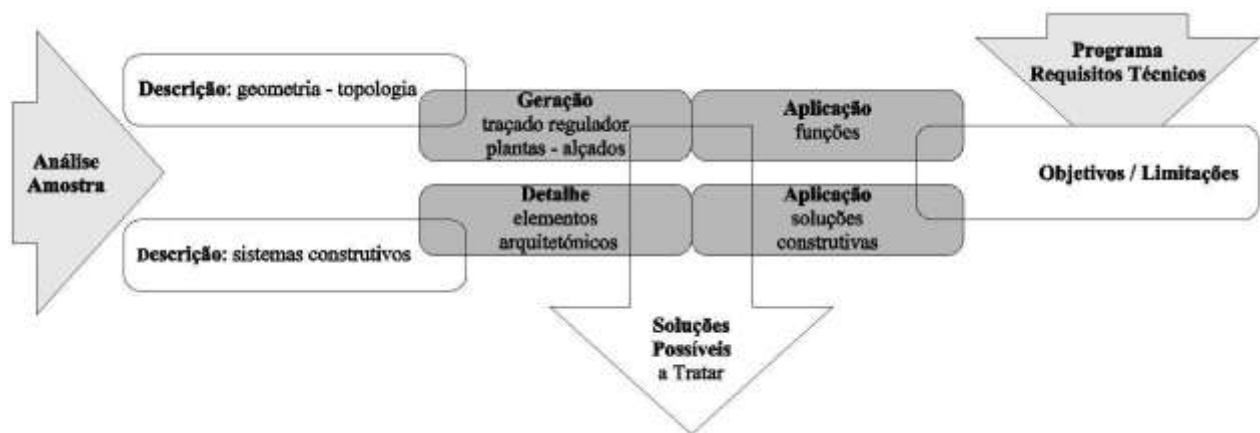 Análise
Amostra
Descrição: geometria - topologia
Descrição: sistemas construtivos
Geração
traçado regulador
plantas - alçados
Aplicação
funções
Detalhe
elementos
arquitetónicos
Aplicação
soluções
construtivas
Programa
Requisitos Técnicos
Objetivos / Limitações
Soluções
Possíveis
a Tratar